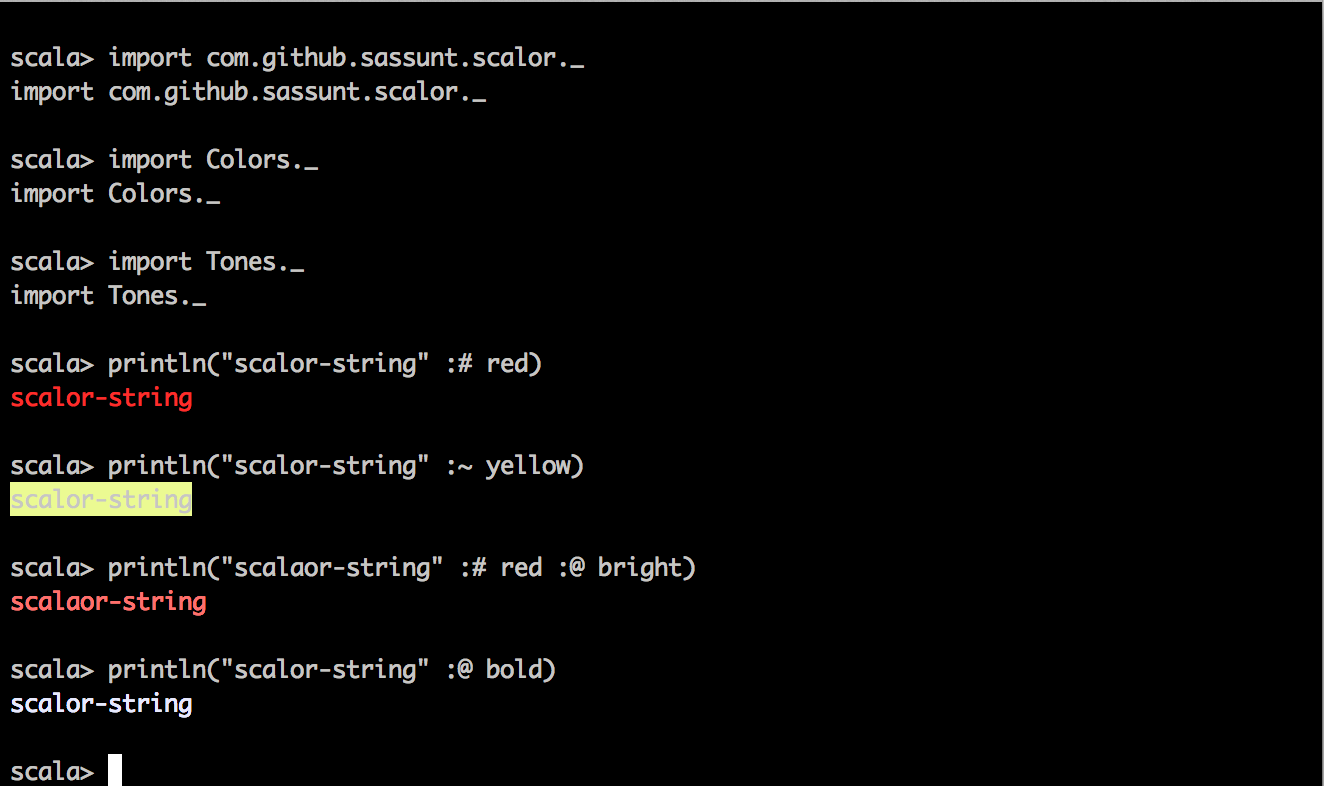 scala> import com.github.sassunt.scalor._
import com.github.sassunt.scalor._
scala> import Colors._
import Colors._
scala> import Tones._
import Tones._
scala> println("scalor-string" :# red)
scalor-string
scala> println("scalor-string" :~ yellow)
scalor-string
scala> println("scalaor-string" :# red :@ bright)
scalaor-string
scala> println("scalor-string" :@ bold)
scalor-string
scala>